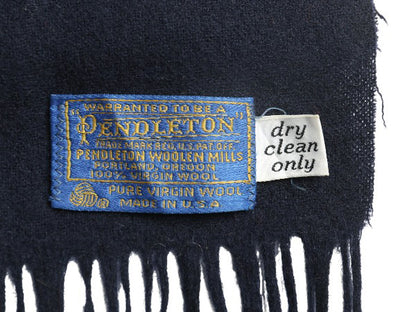 WARRANTED TO BE A
"PENDLETON"
TRADE MARK REG. U.S. PAT. OFF.
PENDLETON WOOLEN MILLS
PORTLAND, OREGON
100% VIRGIN WOOL
PURE VIRGIN WOOL
MADE IN U.S.A
dry
clean
only